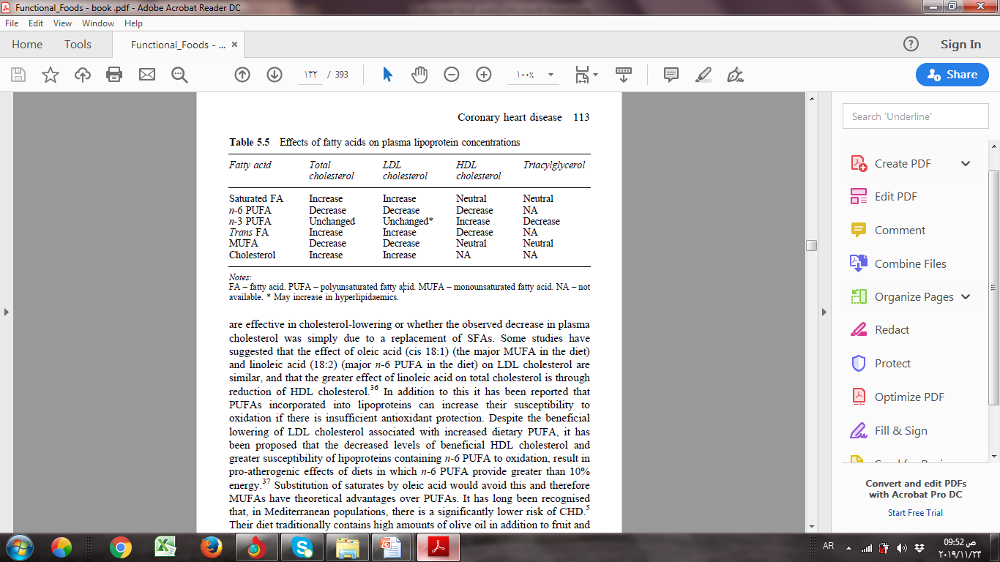 Functional_Foods - book .pdf - Adobe Acrobat Reader DC
File Edit View Window Help
Home Tools Functional_Foods - ... × ? Sign In
١٣٢ / 393 ١٠٠٪ Share
Coronary heart disease 113
Table 5.5 Effects of fatty acids on plasma lipoprotein concentrations
Fatty acid Total LDL HDL Triacylglycerol
cholesterol cholesterol cholesterol
Saturated FA Increase Increase Neutral Neutral
n-6 PUFA Decrease Decrease Decrease NA
n-3 PUFA Unchanged Unchanged* Increase Decrease
Trans FA Increase Increase Decrease NA
MUFA Decrease Decrease Neutral Neutral
Cholesterol Increase Increase NA NA
Notes:
FA – fatty acid. PUFA – polyunsaturated fatty acid. MUFA – monounsaturated fatty acid. NA – not
available. * May increase in hyperlipidaemics.
are effective in cholesterol-lowering or whether the observed decrease in plasma
cholesterol was simply due to a replacement of SFAs. Some studies have
suggested that the effect of oleic acid (cis 18:1) (the major MUFA in the diet)
and linoleic acid (18:2) (major n-6 PUFA in the diet) on LDL cholesterol are
similar, and that the greater effect of linoleic acid on total cholesterol is through
reduction of HDL cholesterol.36 In addition to this it has been reported that
PUFAs incorporated into lipoproteins can increase their susceptibility to
oxidation if there is insufficient antioxidant protection. Despite the beneficial
lowering of LDL cholesterol associated with increased dietary PUFA, it has
been proposed that the decreased levels of beneficial HDL cholesterol and
greater susceptibility of lipoproteins containing n-6 PUFA to oxidation, result in
pro-atherogenic effects of diets in which n-6 PUFA provide greater than 10%
energy.37 Substitution of saturates by oleic acid would avoid this and therefore
MUFAs have theoretical advantages over PUFAs. It has long been recognised
that, in Mediterranean populations, there is a significantly lower risk of CHD.5
Their diet traditionally contains high amounts of olive oil in addition to fruit and
Search 'Underline'
Create PDF
Edit PDF
Comment
Combine Files
Organize Pages
Redact
Protect
Optimize PDF
Fill & Sign
Convert and edit PDFs
with Acrobat Pro DC
Start Free Trial
AR
09:52 ص
٢٠١٩/١١/٢٣